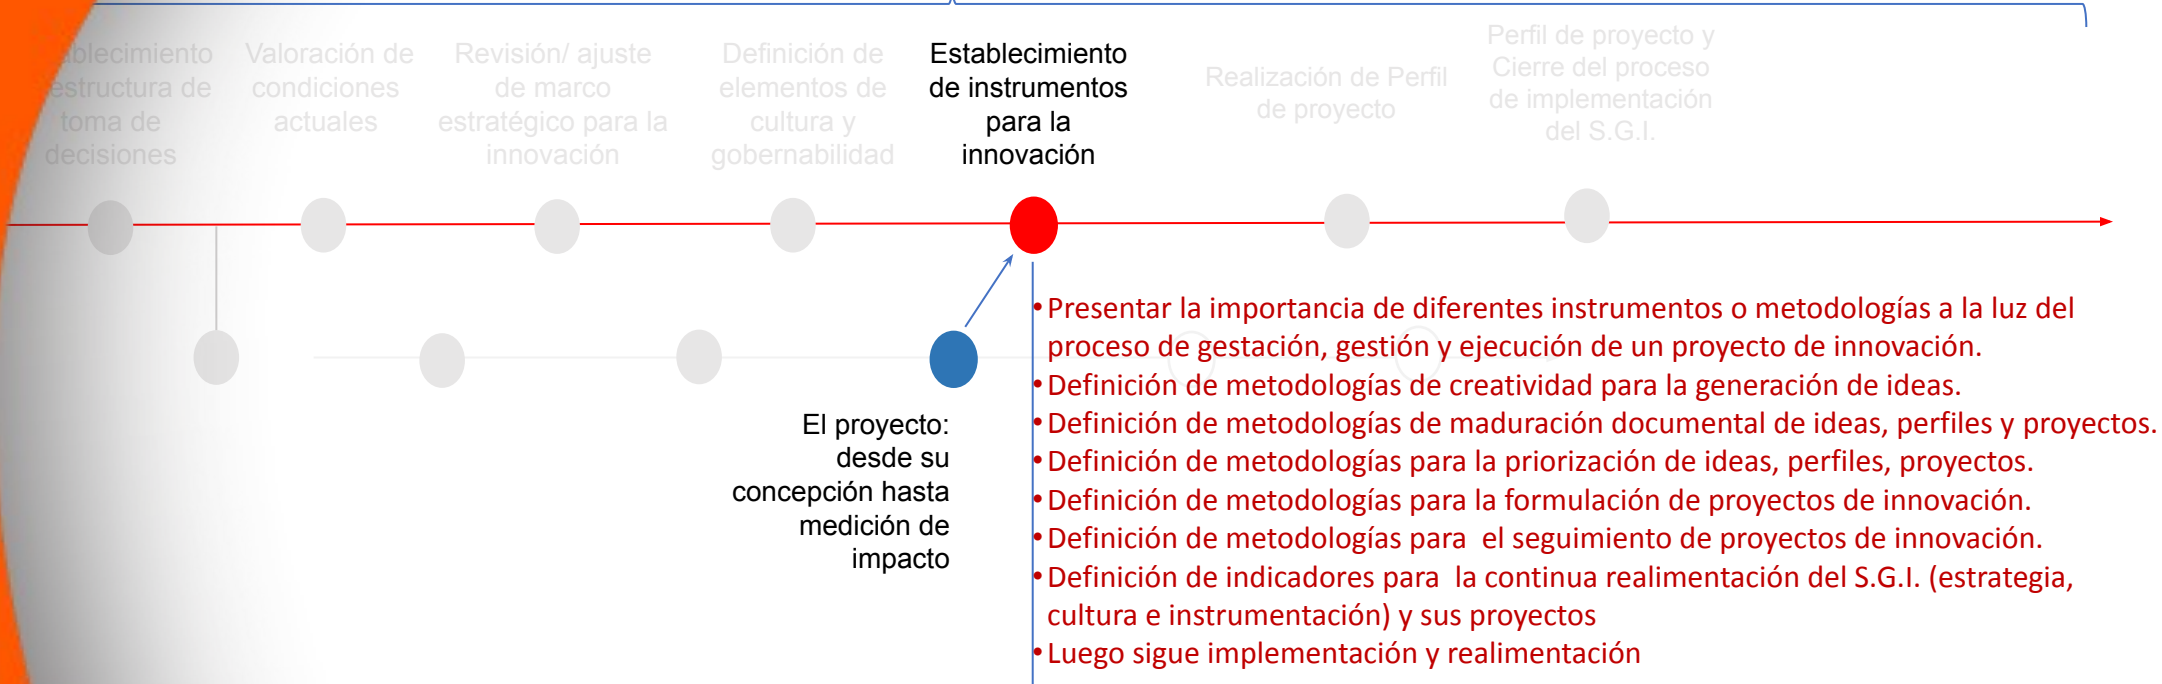 toma de
decisiones
Valoración de
condiciones
actuales
Revisión/ ajuste
de marco
estratégico para la
innovación
Definición de
elementos de
cultura y
gobernabilidad
Establecimiento
de instrumentos
para la
innovación
Realización de Perfil
de proyecto
Perfil de proyecto y
Cierre del proceso
de implementación
del S.G.I.
El proyecto:
desde su
concepción hasta
medición de
impacto
•Presentar la importancia de diferentes instrumentos o metodologías a la luz del
proceso de gestación, gestión y ejecución de un proyecto de innovación.
•Definición de metodologías de creatividad para la generación de ideas.
•Definición de metodologías de maduración documental de ideas, perfiles y proyectos.
•Definición de metodologías para la priorización de ideas, perfiles, proyectos.
•Definición de metodologías para la formulación de proyectos de innovación.
•Definición de metodologías para  el seguimiento de proyectos de innovación.
•Definición de indicadores para  la continua realimentación del S.G.I. (estrategia,
cultura e instrumentación) y sus proyectos
•Luego sigue implementación y realimentación